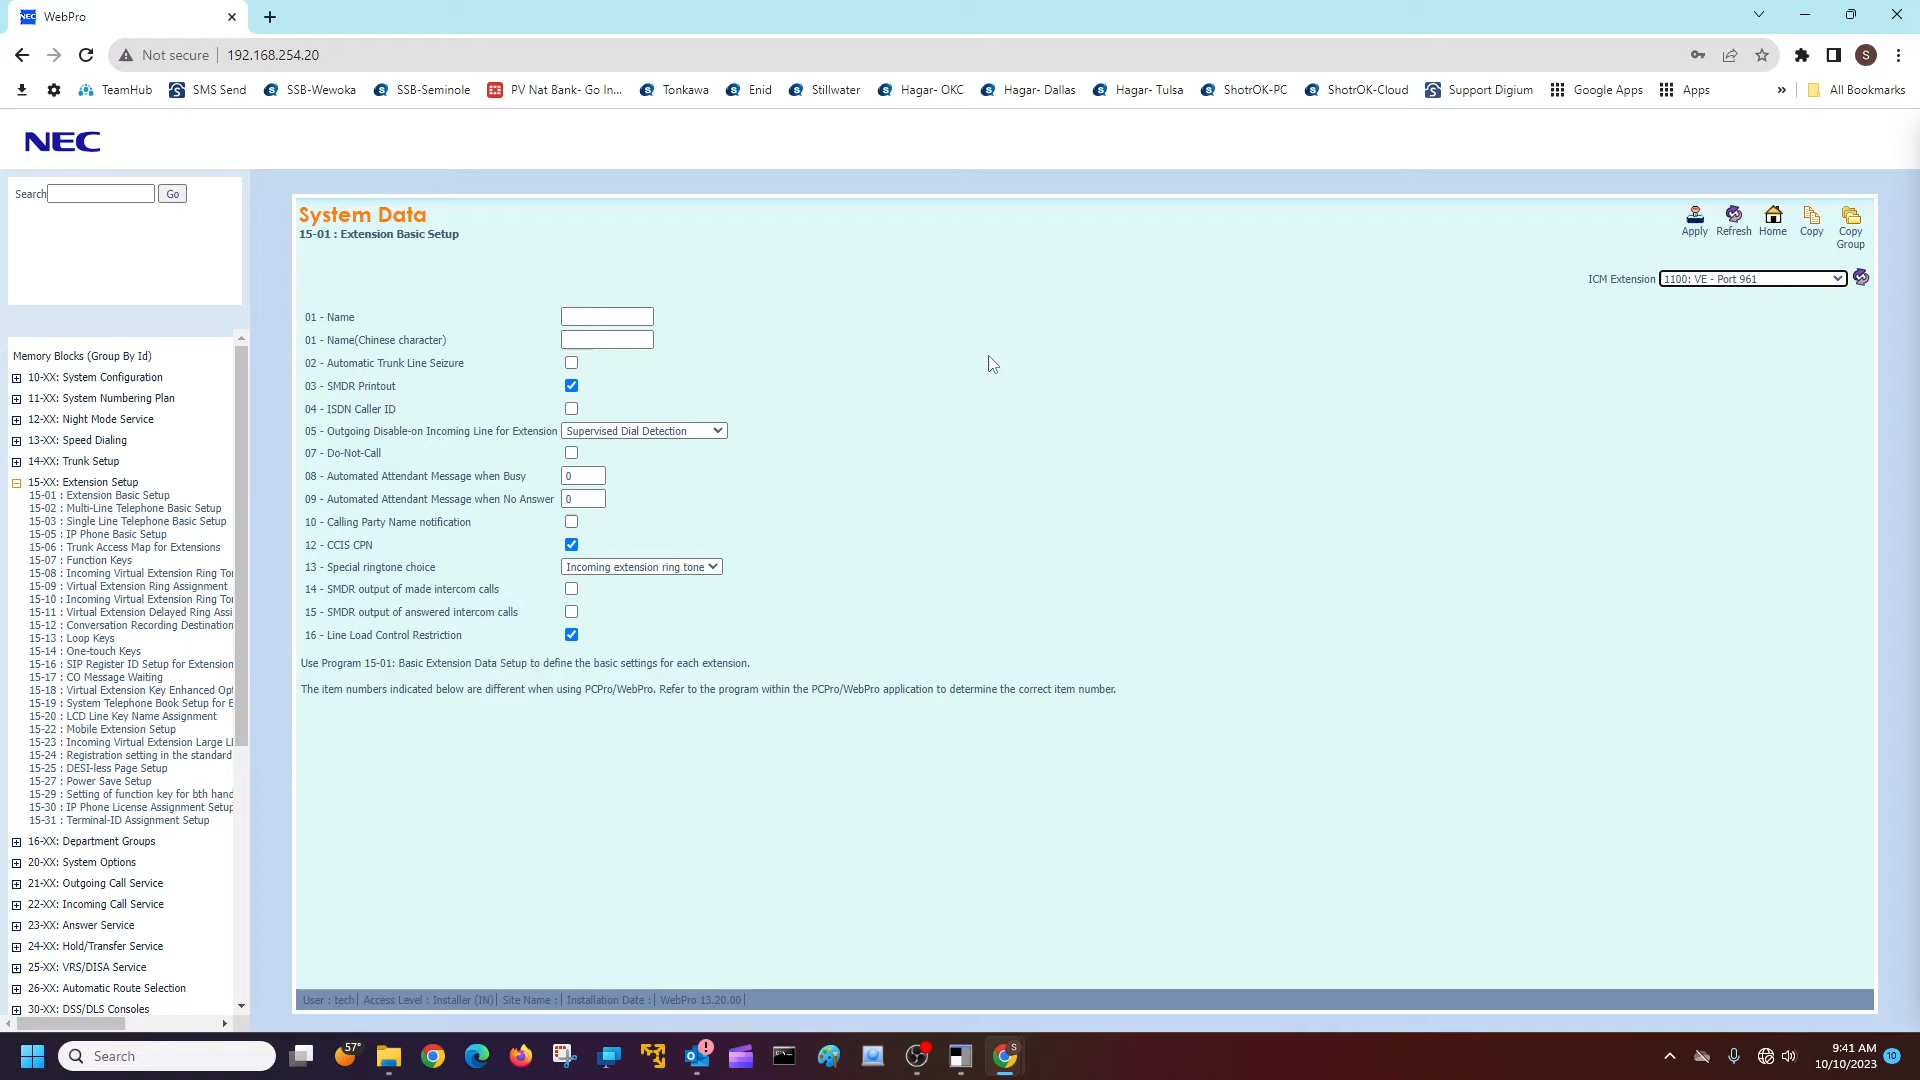 NEC WebPro
Not secure 192.168.254.20 S
TeamHub SMS Send SSB-Wewoka SSB-Seminole PV Nat Bank- Go In... Tonkawa Enid Stillwater Hagar- OKC Hagar- Dallas Hagar- Tulsa ShotrOK-PC ShotrOK-Cloud Support Digium Google Apps Apps » All Bookmarks
NEC
Search Go
Memory Blocks (Group By Id)
10-XX: System Configuration
11-XX: System Numbering Plan
12-XX: Night Mode Service
13-XX: Speed Dialing
14-XX: Trunk Setup
15-XX: Extension Setup
15-01 : Extension Basic Setup
15-02 : Multi-Line Telephone Basic Setup
15-03 : Single Line Telephone Basic Setup
15-05 : IP Phone Basic Setup
15-06 : Trunk Access Map for Extensions
15-07 : Function Keys
15-08 : Incoming Virtual Extension Ring To
15-09 : Virtual Extension Ring Assignment
15-10 : Incoming Virtual Extension Ring To
15-11 : Virtual Extension Delayed Ring Assi
15-12 : Conversation Recording Destination
15-13 : Loop Keys
15-14 : One-touch Keys
15-16 : SIP Register ID Setup for Extension
15-17 : CO Message Waiting
15-18 : Virtual Extension Key Enhanced Opt
15-19 : System Telephone Book Setup for E
15-20 : LCD Line Key Name Assignment
15-22 : Mobile Extension Setup
15-23 : Incoming Virtual Extension Large LE
15-24 : Registration setting in the standard
15-25 : DESI-less Page Setup
15-27 : Power Save Setup
15-29 : Setting of function key for bth hand
15-30 : IP Phone License Assignment Setup
15-31 : Terminal-ID Assignment Setup
16-XX: Department Groups
20-XX: System Options
21-XX: Outgoing Call Service
22-XX: Incoming Call Service
23-XX: Answer Service
24-XX: Hold/Transfer Service
25-XX: VRS/DISA Service
26-XX: Automatic Route Selection
30-XX: DSS/DLS Consoles
System Data
15-01 : Extension Basic Setup
Apply Refresh Home Copy Copy Group
ICM Extension 1100: VE - Port 961
01 - Name
01 - Name(Chinese character)
02 - Automatic Trunk Line Seizure
03 - SMDR Printout
04 - ISDN Caller ID
05 - Outgoing Disable-on Incoming Line for Extension Supervised Dial Detection
07 - Do-Not-Call
08 - Automated Attendant Message when Busy 0
09 - Automated Attendant Message when No Answer 0
10 - Calling Party Name notification
12 - CCIS CPN
13 - Special ringtone choice Incoming extension ring tone
14 - SMDR output of made intercom calls
15 - SMDR output of answered intercom calls
16 - Line Load Control Restriction
Use Program 15-01: Basic Extension Data Setup to define the basic settings for each extension.
The item numbers indicated below are different when using PCPro/WebPro. Refer to the program within the PCPro/WebPro application to determine the correct item number.
User : tech| Access Level : Installer (IN)| Site Name : | Installation Date : | WebPro 13.20.00|
Search 57° S 9:41 AM
10/10/2023 10